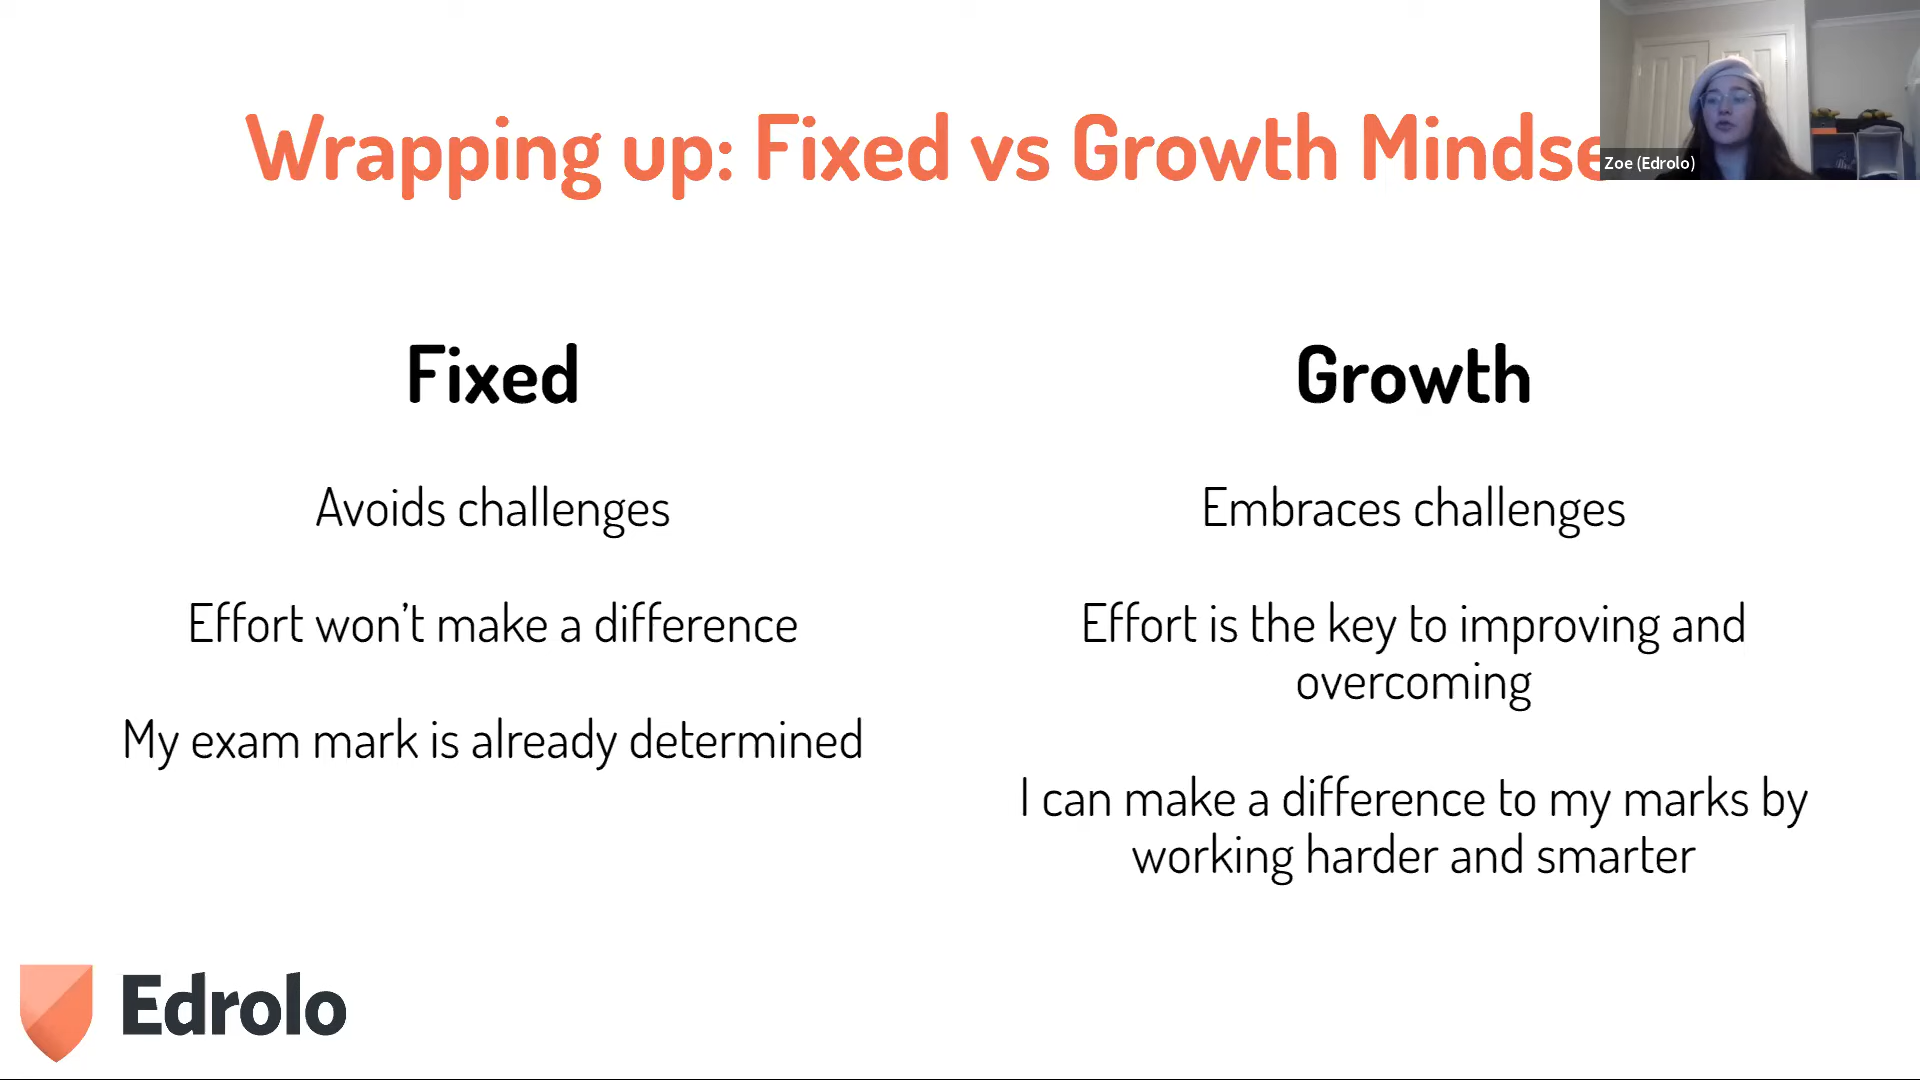 Wrapping up: Fixed vs Growth Mindse
Zoe (Edrolo)
Fixed
Avoids challenges
Effort won't make a difference
My exam mark is already determined
Growth
Embraces challenges
Effort is the key to improving and
overcoming
I can make a difference to my marks by
working harder and smarter
Edrolo